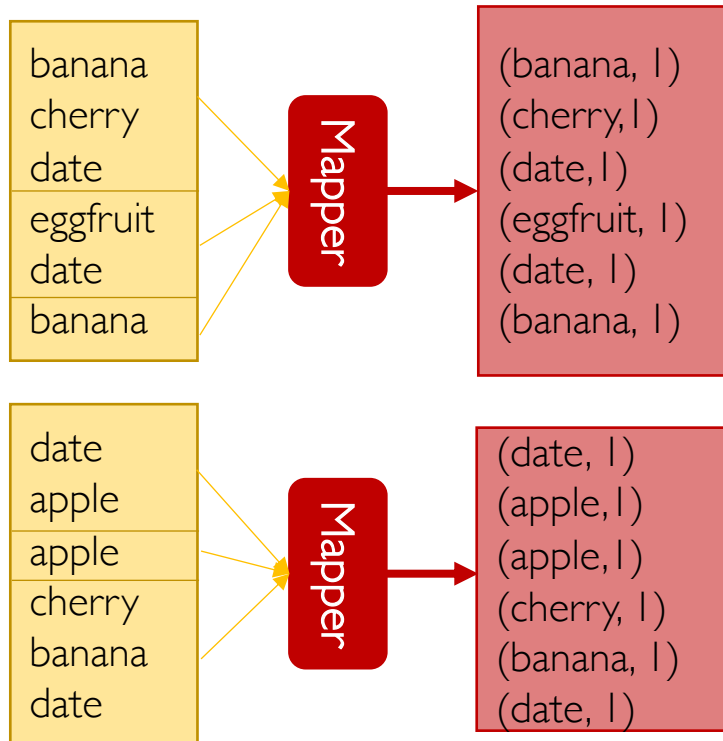 banana
cherry
date
eggfruit
date
banana
Mapper
(banana, 1)
(cherry,1)
(date,1)
(eggfruit, 1)
(date, 1)
(banana, 1)
date
apple
apple
cherry
banana
date
Mapper
(date, 1)
(apple,1)
(apple,1)
(cherry, 1)
(banana, 1)
(date, 1)